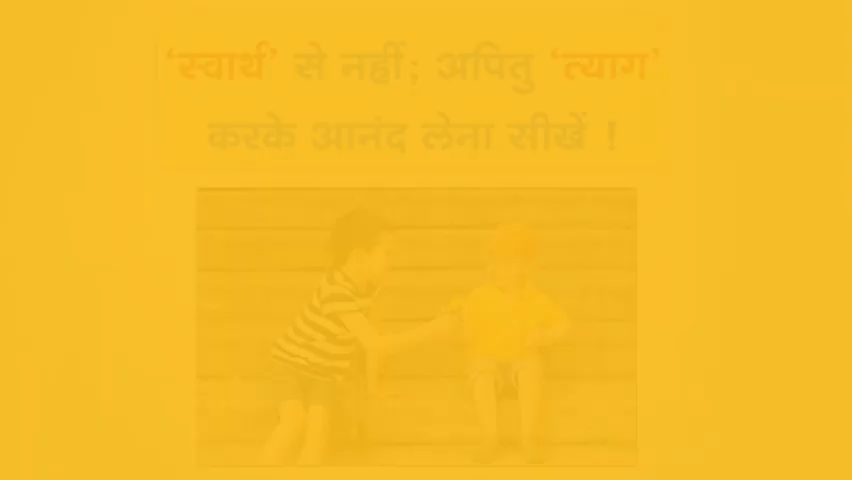 ‘स्वार्थ’ से नहीं; अपितु ‘त्याग’
करके आनंद लेना सीखें !